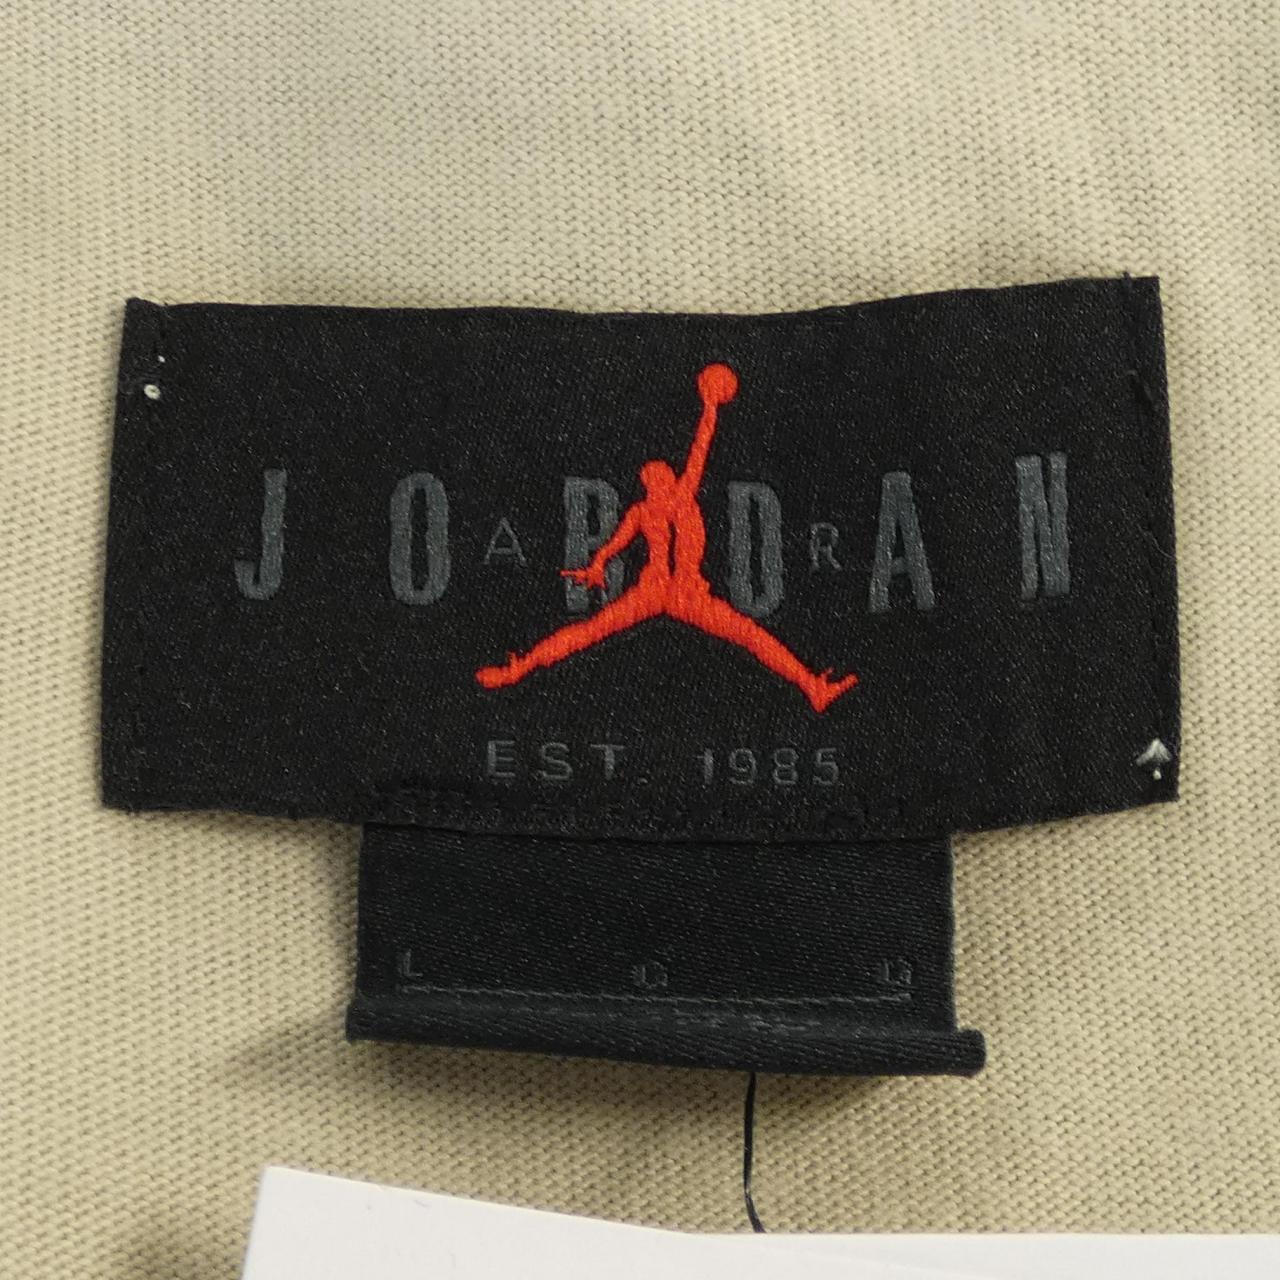 JORDAN
AIR
EST. 1985
L G G